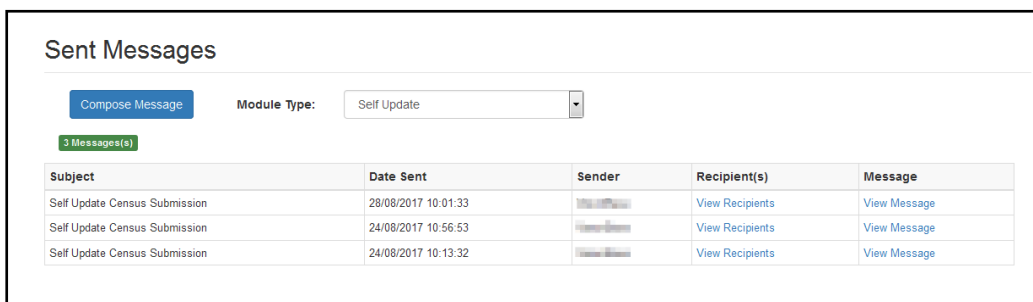 Sent Messages
Compose Message Module Type: Self Update
3 Messages(s)
Subject Date Sent Sender Recipient(s) Message
Self Update Census Submission 28/08/2017 10:01:33 View Recipients View Message
Self Update Census Submission 24/08/2017 10:56:53 View Recipients View Message
Self Update Census Submission 24/08/2017 10:13:32 View Recipients View Message